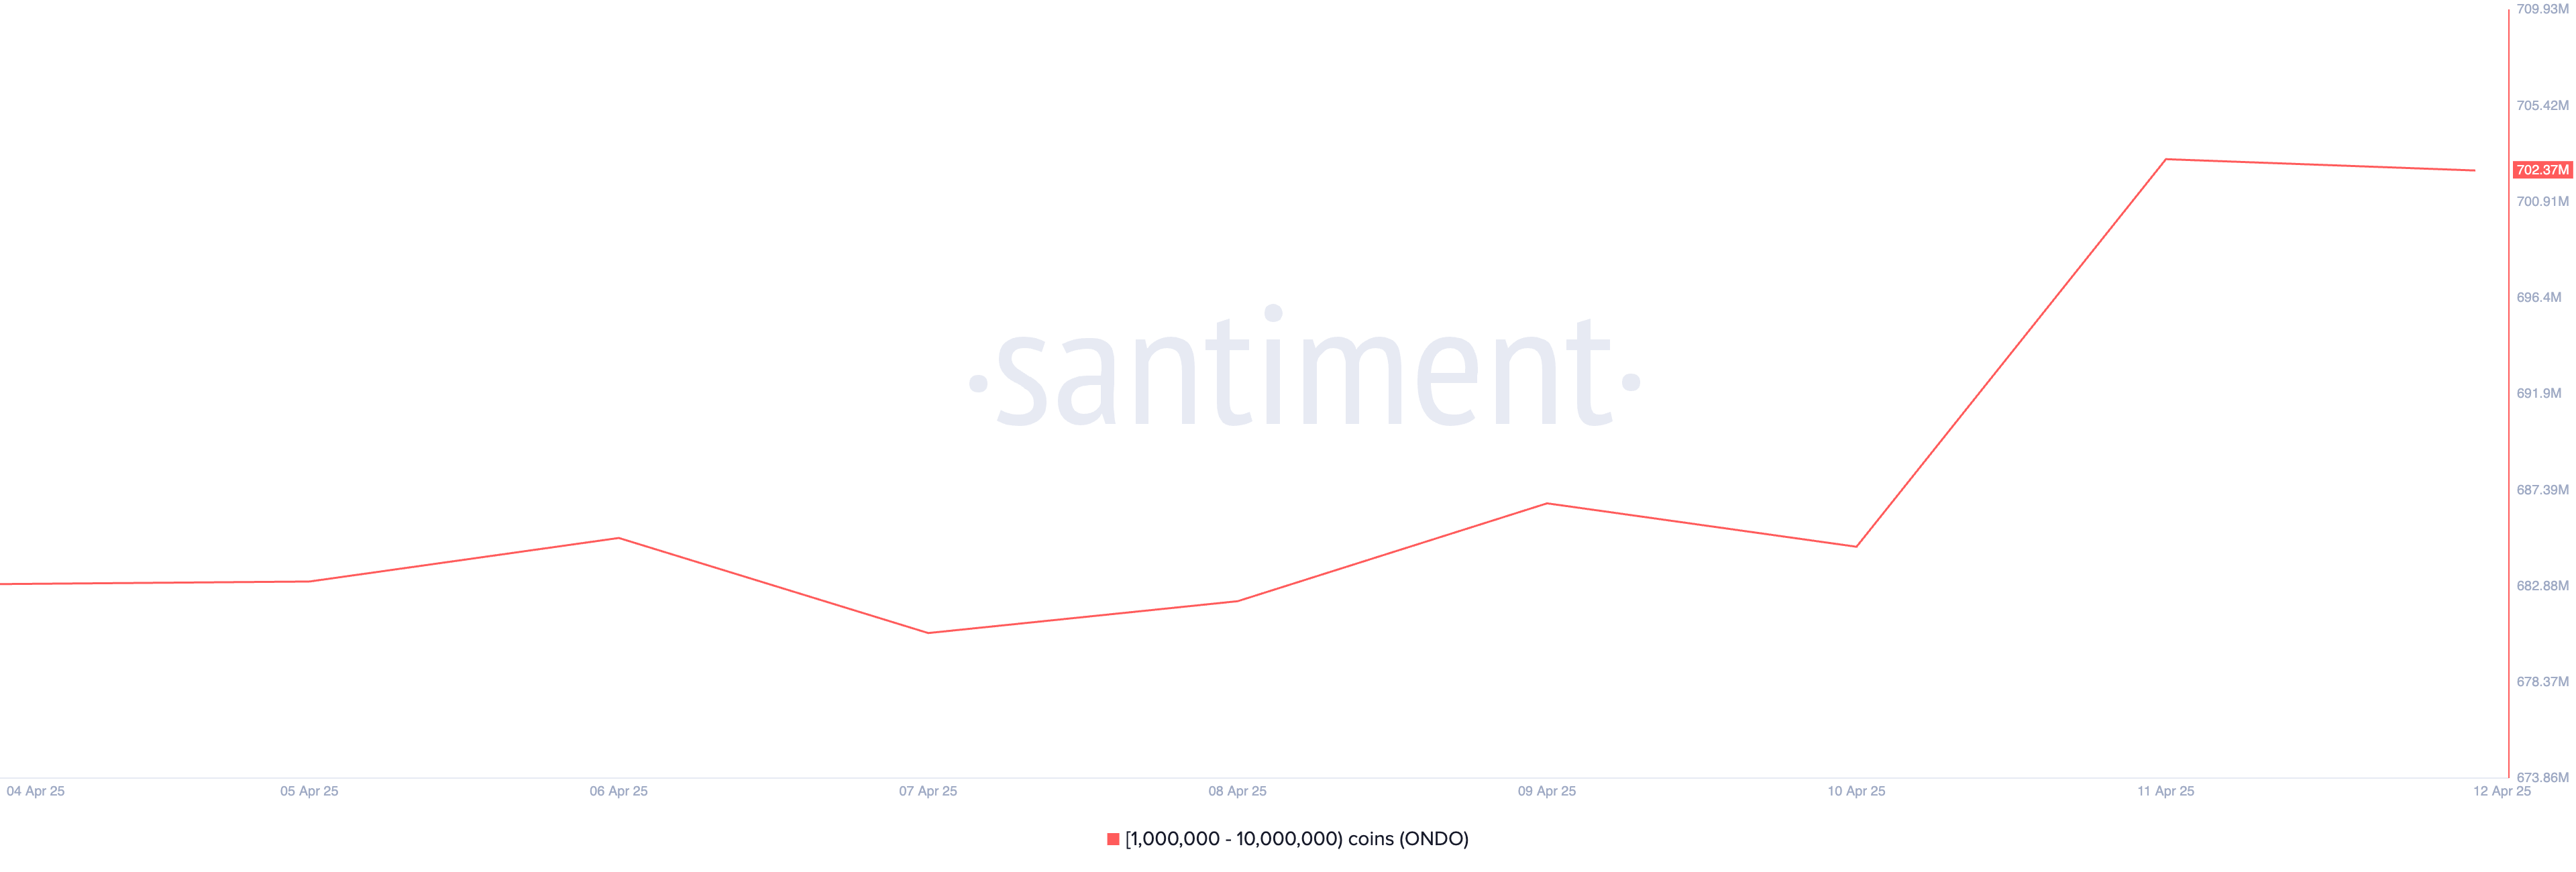 709.93M
705.42M
702.37M
700.91M
696.4M
·santiment·
691.9M
687.39M
682.88M
678.37M
673.86M
04 Apr 25 05 Apr 25 06 Apr 25 07 Apr 25 08 Apr 25 09 Apr 25 10 Apr 25 11 Apr 25 12 Apr 25
[1,000,000 - 10,000,000) coins (ONDO)